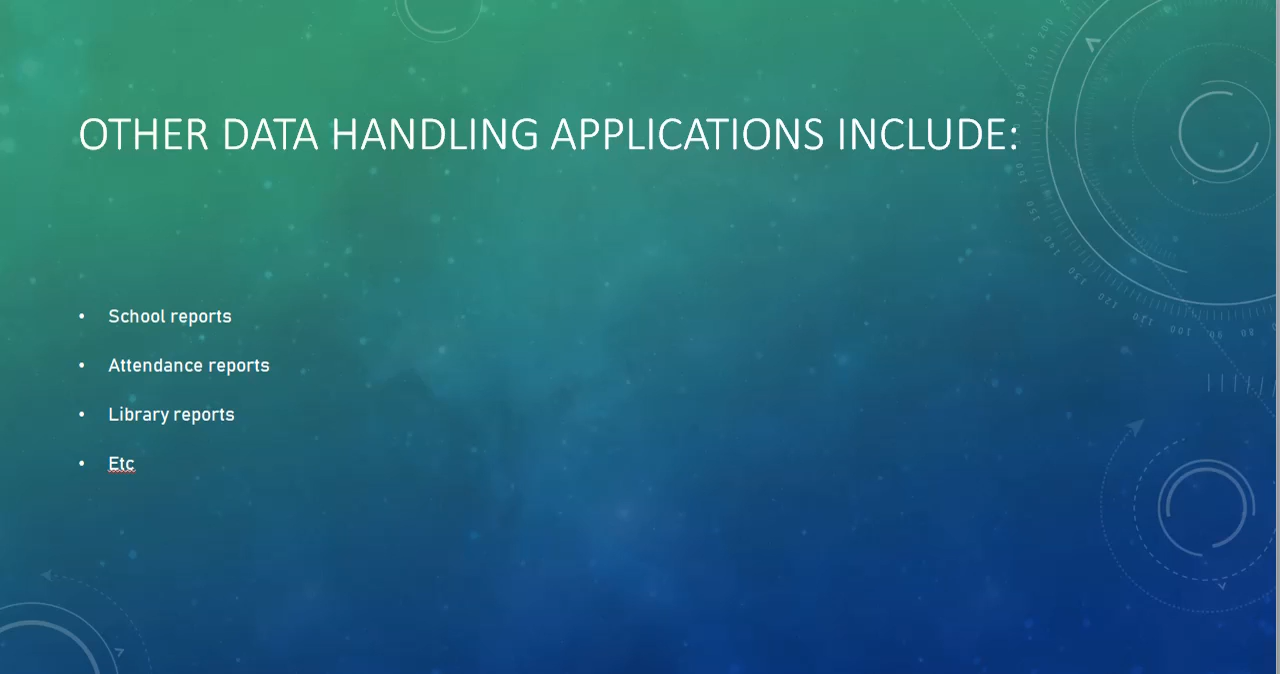 OTHER DATA HANDLING APPLICATIONS INCLUDE:
• School reports
• Attendance reports
• Library reports
• Etc